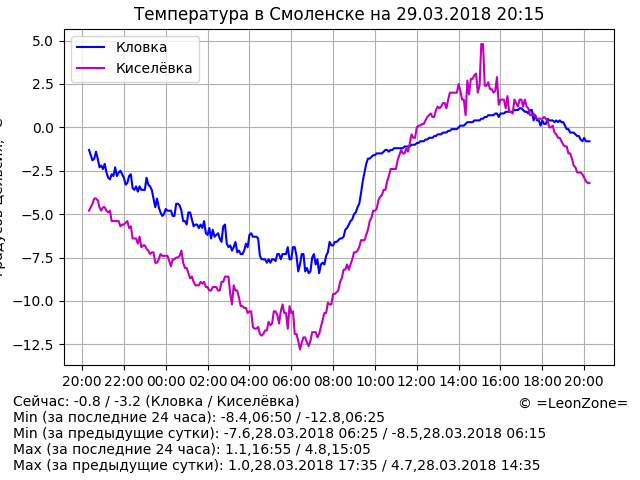 Температура в Смоленске на 29.03.2018 20:15
Кловка
Киселёвка
5.0
2.5
0.0
−2.5
−5.0
−7.5
−10.0
−12.5
20:00 22:00 00:00 02:00 04:00 06:00 08:00 10:00 12:00 14:00 16:00 18:00 20:00
Сейчас: -0.8 / -3.2 (Кловка / Киселёвка)
© =LeonZone=
Min (за последние 24 часа): -8.4,06:50 / -12.8,06:25
Min (за предыдущие сутки): -7.6,28.03.2018 06:25 / -8.5,28.03.2018 06:15
Max (за последние 24 часа): 1.1,16:55 / 4.8,15:05
Max (за предыдущие сутки): 1.0,28.03.2018 17:35 / 4.7,28.03.2018 14:35